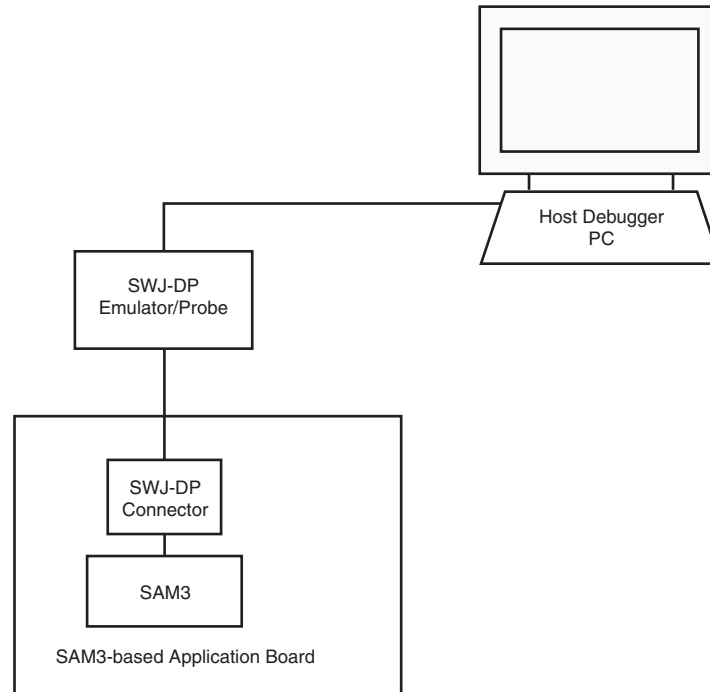 Host Debugger
PC
SWJ-DP
Emulator/Probe
SWJ-DP
Connector
SAM3
SAM3-based Application Board